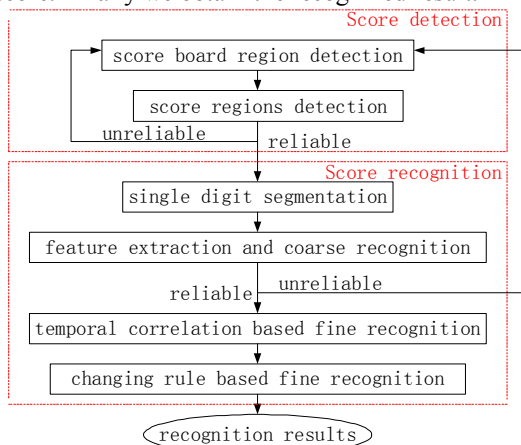 Score detection
score board region detection
score regions detection
unreliable
reliable
Score recognition
single digit segmentation
feature extraction and coarse recognition
reliable
unreliable
temporal correlation based fine recognition
changing rule based fine recognition
recognition results